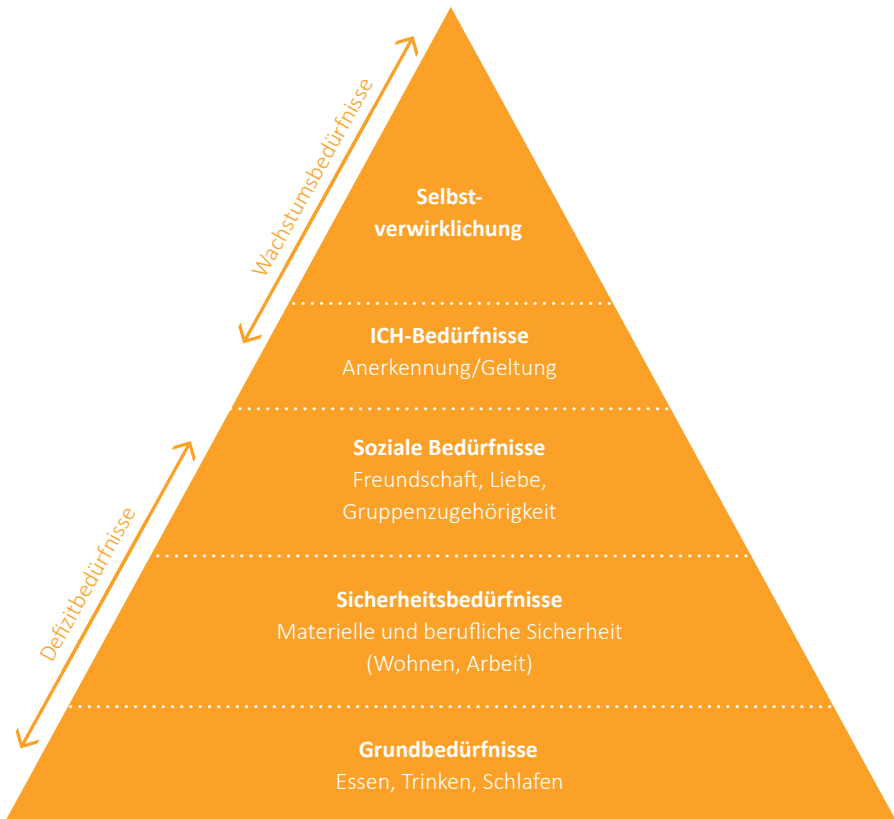 Wachstumsbedürfnisse
Selbst-
verwirklichung
ICH-Bedürfnisse
Anerkennung/Geltung
Defizitbedürfnisse
Soziale Bedürfnisse
Freundschaft, Liebe,
Gruppenzugehörigkeit
Sicherheitsbedürfnisse
Materielle und berufliche Sicherheit
(Wohnen, Arbeit)
Grundbedürfnisse
Essen, Trinken, Schlafen